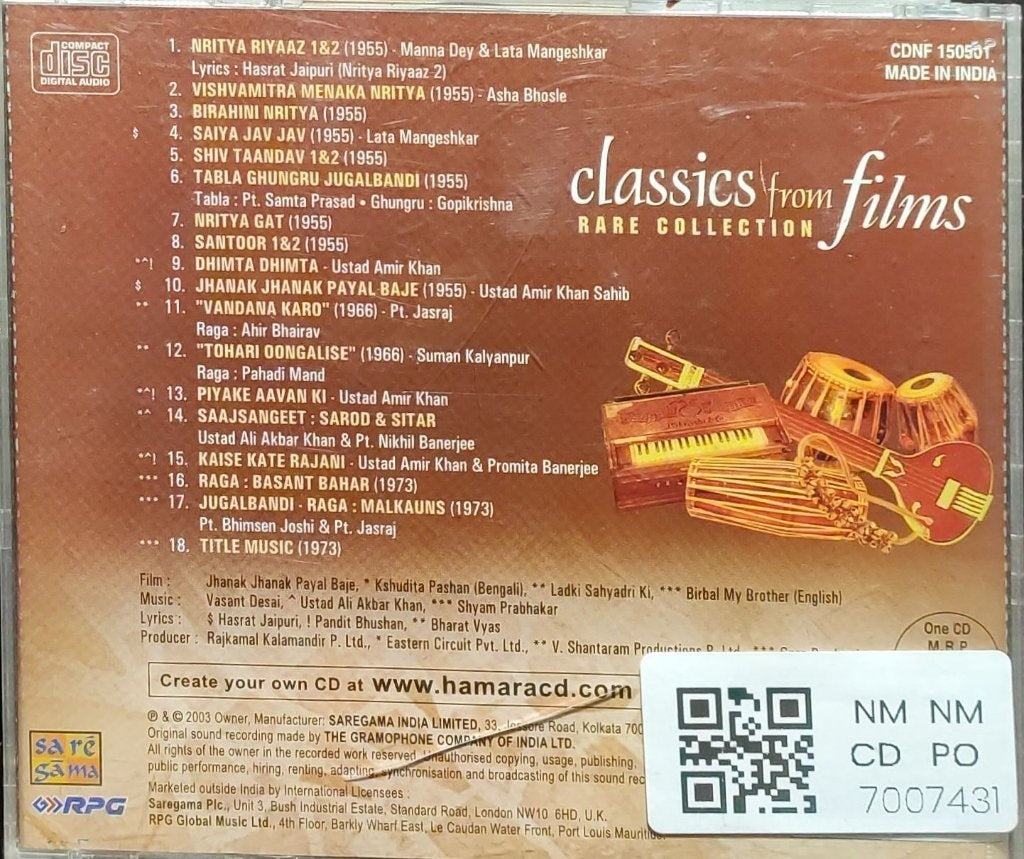 COMPACT
disc
DIGITAL AUDIO
1. NRITYA RIYAAZ 1&2 (1955) - Manna Dey & Lata Mangeshkar
Lyrics : Hasrat Jaipuri (Nritya Riyaaz 2)
2. VISHVAMITRA MENAKA NRITYA (1955) - Asha Bhosle
3. BIRAHINI NRITYA (1955)
$ 4. SAIYA JAV JAV (1955) - Lata Mangeshkar
5. SHIV TAANDAV 1&2 (1955)
6. TABLA GHUNGRU JUGALBANDI (1955)
Tabla : Pt. Samta Prasad • Ghungru : Gopikrishna
7. NRITYA GAT (1955)
8. SANTOOR 1&2 (1955)
*^! 9. DHIMTA DHIMTA - Ustad Amir Khan
$ 10. JHANAK JHANAK PAYAL BAJE (1955) - Ustad Amir Khan Sahib
** 11. "VANDANA KARO" (1966) - Pt. Jasraj
Raga : Ahir Bhairav
** 12. "TOHARI OONGALISE" (1966) - Suman Kalyanpur
Raga : Pahadi Mand
*^! 13. PIYAKE AAVAN KI - Ustad Amir Khan
*^ 14. SAAJSANGEET : SAROD & SITAR
Ustad Ali Akbar Khan & Pt. Nikhil Banerjee
*^! 15. KAISE KATE RAJANI - Ustad Amir Khan & Promita Banerjee
*** 16. RAGA : BASANT BAHAR (1973)
*** 17. JUGALBANDI - RAGA : MALKAUNS (1973)
Pt. Bhimsen Joshi & Pt. Jasraj
*** 18. TITLE MUSIC (1973)
CDNF 150501
MADE IN INDIA
classics from films
RARE COLLECTION
Film : Jhanak Jhanak Payal Baje, * Kshudita Pashan (Bengali), ** Ladki Sahyadri Ki, *** Birbal My Brother (English)
Music : Vasant Desai, ^ Ustad Ali Akbar Khan, *** Shyam Prabhakar
Lyrics : $ Hasrat Jaipuri, ! Pandit Bhushan, ** Bharat Vyas
Producer : Rajkamal Kalamandir P. Ltd., * Eastern Circuit Pvt. Ltd., ** V. Shantaram Productions P. Ltd., ***
One CD
M.R.P.
Create your own CD at www.hamaracd.com
℗ & © 2003 Owner, Manufacturer: SAREGAMA INDIA LIMITED, 33, Jessore Road, Kolkata 700
Original sound recording made by THE GRAMOPHONE COMPANY OF INDIA LTD.
All rights of the owner in the recorded work reserved. Unauthorised copying, usage, publishing,
public performance, hiring, renting, adapting, synchronisation and broadcasting of this sound rec
Marketed outside India by International Licensees :
Saregama Plc., Unit 3, Bush Industrial Estate, Standard Road, London NW10 6HD, U.K.
RPG Global Music Ltd., 4th Floor, Barkly Wharf East, Le Caudan Water Front, Port Louis Mauritius.
sa rē
gāma
RPG
NM NM
CD PO
7007431